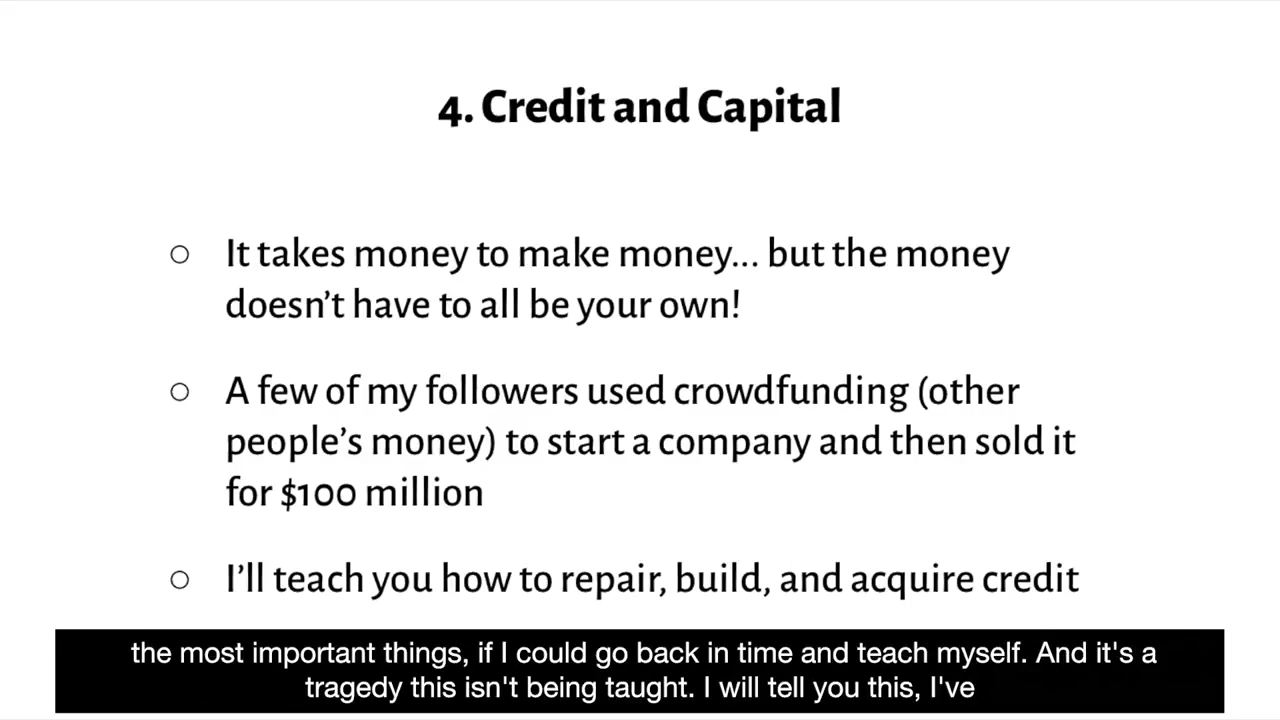 4. Credit and Capital
○ It takes money to make money... but the money
doesn’t have to all be your own!
○ A few of my followers used crowdfunding (other
people’s money) to start a company and then sold it
for $100 million
○ I’ll teach you how to repair, build, and acquire credit
the most important things, if I could go back in time and teach myself. And it's a
tragedy this isn't being taught. I will tell you this, I've